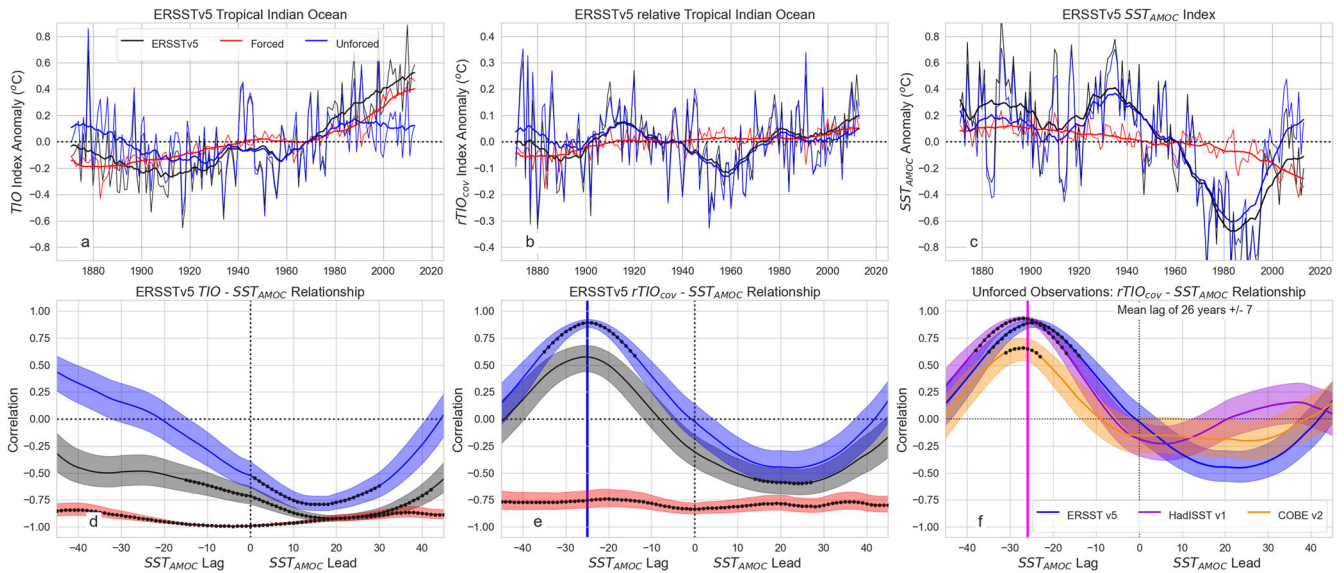 ERSSTv5 Tropical Indian Ocean
TIO Index Anomaly (°C)
ERSSTv5 Forced Unforced
0.8
0.6
0.4
0.2
0.0
−0.2
−0.4
−0.6
−0.8
a
1880 1900 1920 1940 1960 1980 2000 2020
ERSSTv5 relative Tropical Indian Ocean
rTIOcov Index Anomaly (°C)
0.4
0.3
0.2
0.1
0.0
−0.1
−0.2
−0.3
0.4
b
1880 1900 1920 1940 1960 1980 2000 2020
ERSSTv5 SSTAMOC Index
SSTAMOC Anomaly (°C)
0.8
0.6
0.4
0.2
0.0
−0.2
−0.4
−0.6
−0.8
c
1880 1900 1920 1940 1960 1980 2000 2020
ERSSTv5 TIO - SSTAMOC Relationship
Correlation
1.00
0.75
0.50
0.25
0.00
−0.25
−0.50
−0.75
−1.00
d
−40 −30 −20 −10 0 10 20 30 40
SSTAMOC Lag SSTAMOC Lead
ERSSTv5 rTIOcov - SSTAMOC Relationship
Correlation
1.00
0.75
0.50
0.25
0.00
−0.25
−0.50
−0.75
−1.00
e
−40 −30 −20 −10 0 10 20 30 40
SSTAMOC Lag SSTAMOC Lead
Unforced Observations: rTIOcov - SSTAMOC Relationship
Mean lag of 26 years +/- 7
Correlation
1.00
0.75
0.50
0.25
0.00
−0.25
−0.50
−0.75
−1.00
f
ERSST v5 HadISST v1 COBE v2
−40 −30 −20 −10 0 10 20 30 40
SSTAMOC Lag SSTAMOC Lead